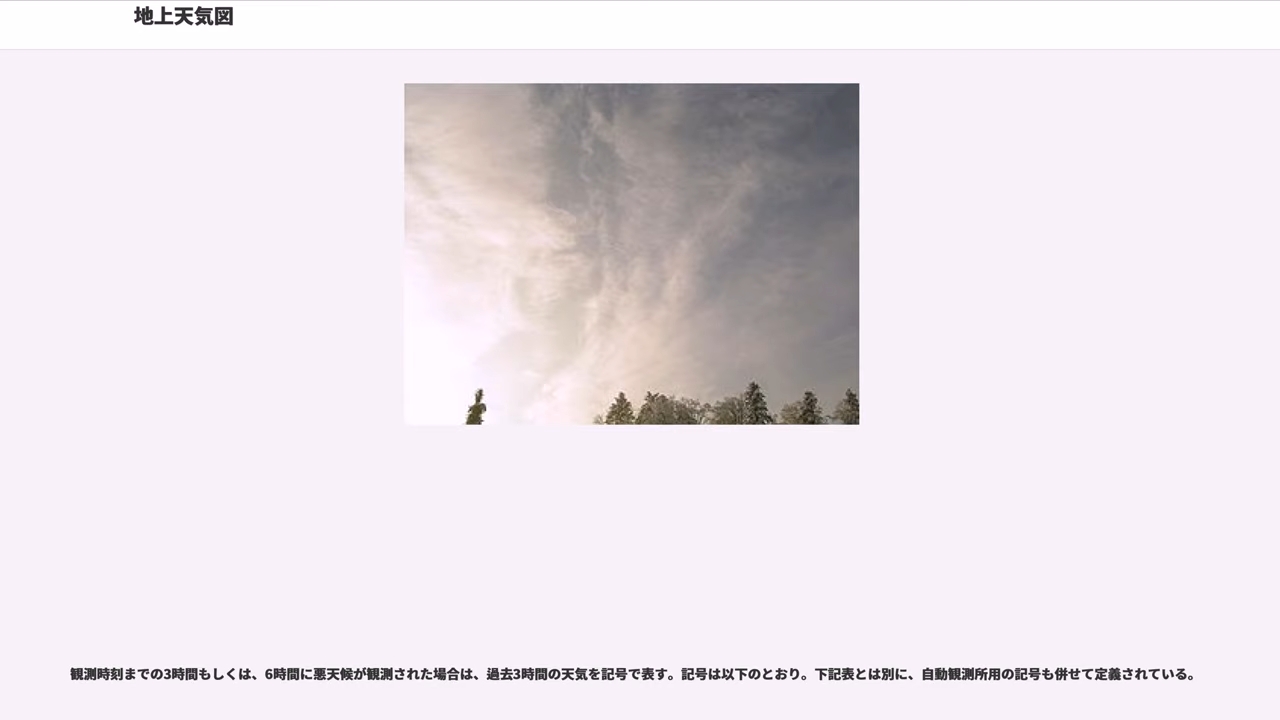 地上天気図
観測時刻までの3時間もしくは、6時間に悪天候が観測された場合は、過去3時間の天気を記号で表す。記号は以下のとおり。下記表とは別に、自動観測所用の記号も併せて定義されている。